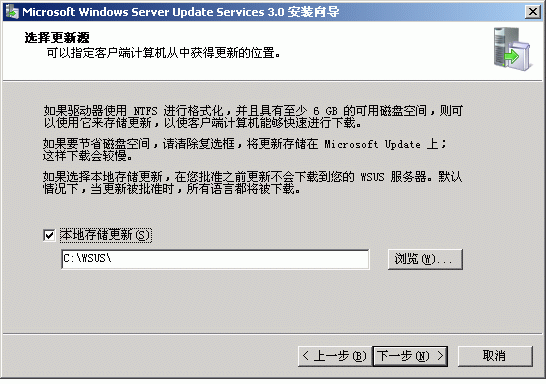 Microsoft Windows Server Update Services 3.0 安装向导
选择更新源
可以指定客户端计算机从中获得更新的位置。
如果驱动器使用 NTFS 进行格式化，并且具有至少 6 GB 的可用磁盘空间，则可
以使用它来存储更新，以使客户端计算机能够快速进行下载。
如果要节省磁盘空间，请清除复选框，将更新存储在 Microsoft Update 上；
这样下载会较慢。
如果选择本地存储更新，在您批准之前更新不会下载到您的 WSUS 服务器。默认
情况下，当更新被批准时，所有语言都将被下载。
本地存储更新(S)
C:\WSUS\
浏览(W)...
< 上一步(B)
下一步(N) >
取消